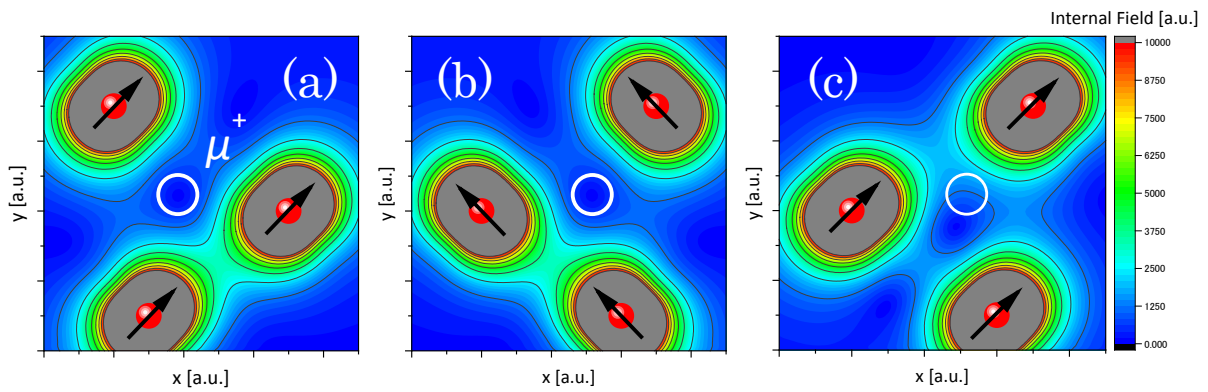 Internal Field [a.u.]
(a)
(b)
(c)
μ+
10000
8750
7500
6250
5000
3750
2500
1250
0.000
y [a.u.]
y [a.u.]
y [a.u.]
x [a.u.]
x [a.u.]
x [a.u.]